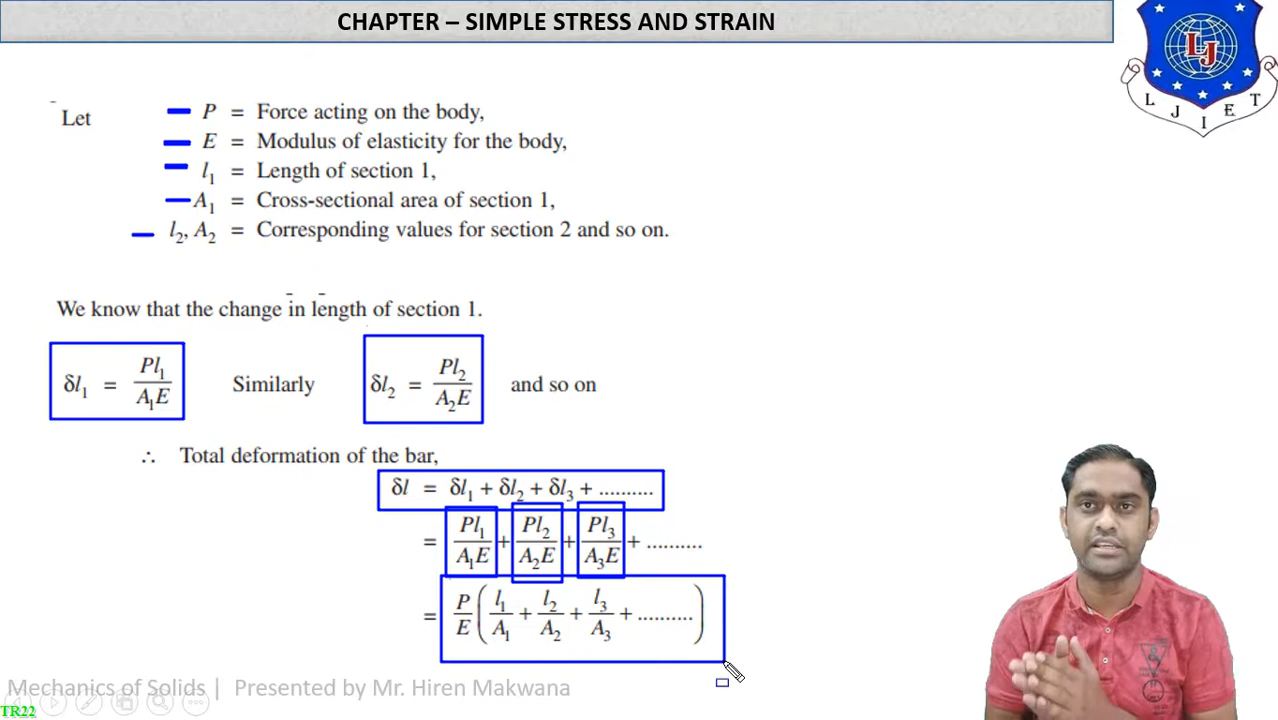 CHAPTER – SIMPLE STRESS AND STRAIN
L J I E T
LJ
Let P = Force acting on the body,
E = Modulus of elasticity for the body,
l₁ = Length of section 1,
A₁ = Cross-sectional area of section 1,
l₂, A₂ = Corresponding values for section 2 and so on.
We know that the change in length of section 1.
δl₁ = Pl₁/A₁E Similarly δl₂ = Pl₂/A₂E and so on
∴ Total deformation of the bar,
δl = δl₁ + δl₂ + δl₃ + ..........
= Pl₁/A₁E + Pl₂/A₂E + Pl₃/A₃E + ..........
= P/E (l₁/A₁ + l₂/A₂ + l₃/A₃ + ..........)
Mechanics of Solids | Presented by Mr. Hiren Makwana
TR22